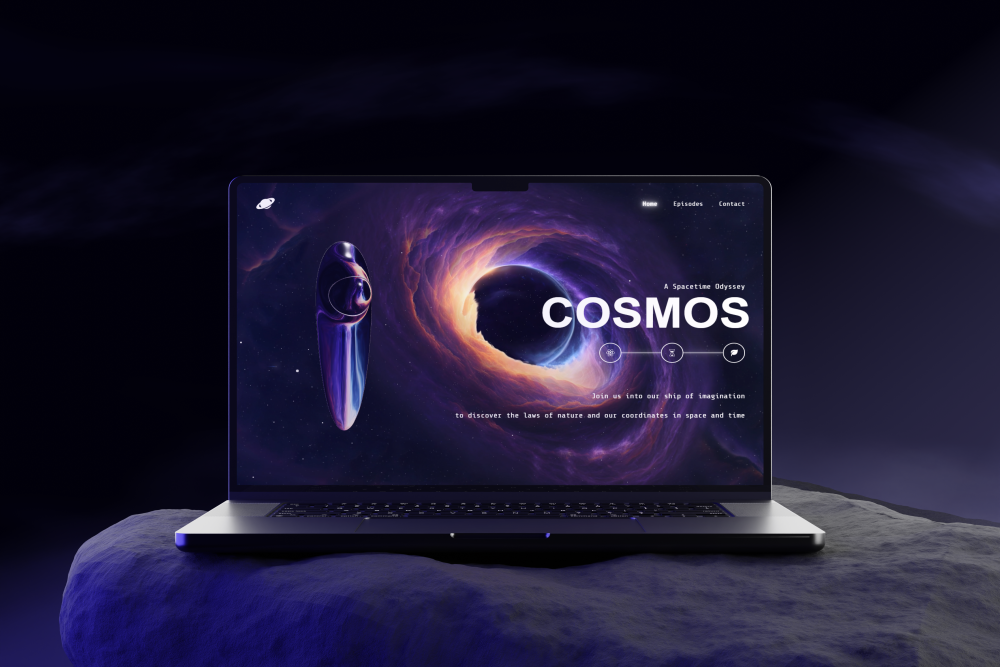 Home Episodes Contact
A Spacetime Odyssey
COSMOS
Join us into our ship of imagination
to discover the laws of nature and our coordinates in space and time